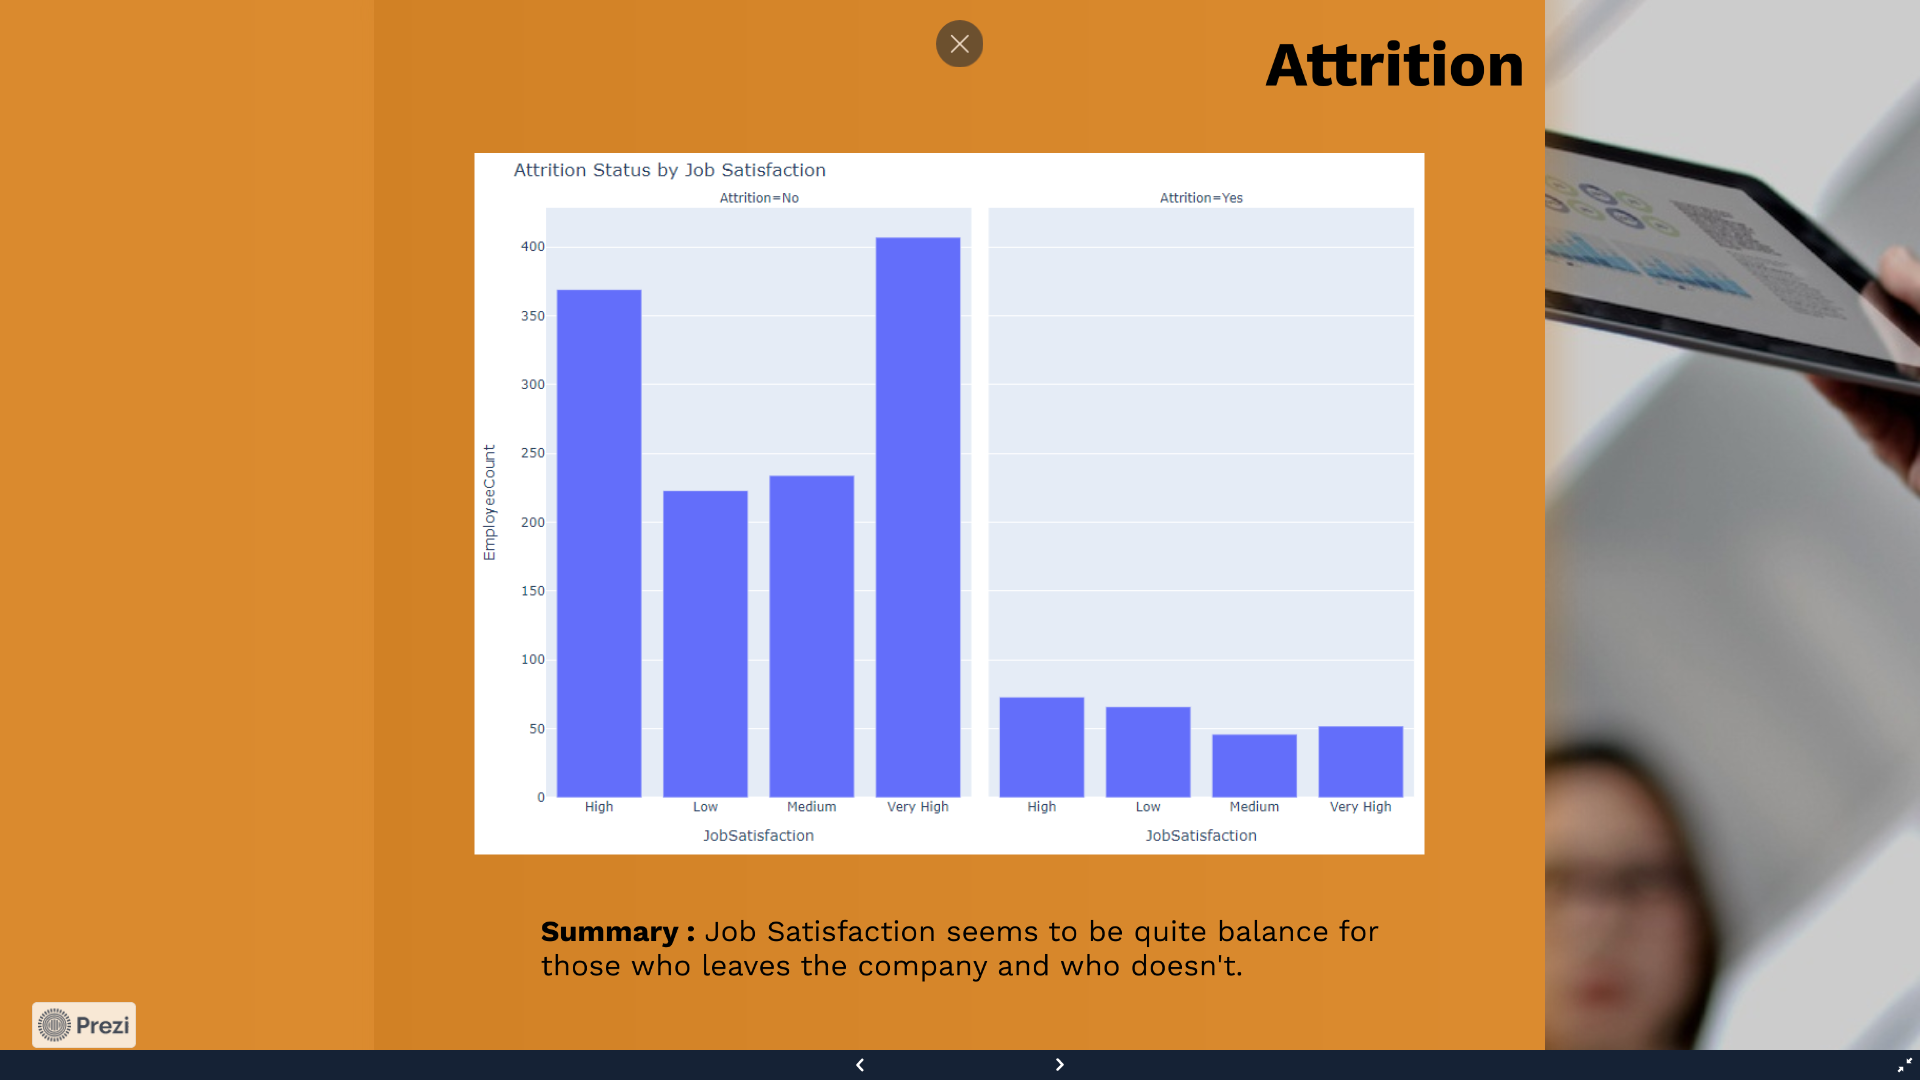 Attrition
Attrition Status by Job Satisfaction
Attrition=No
Attrition=Yes
EmployeeCount
400
350
300
250
200
150
100
50
0
High Low Medium Very High
High Low Medium Very High
JobSatisfaction
JobSatisfaction
Summary : Job Satisfaction seems to be quite balance for
those who leaves the company and who doesn't.
Prezi